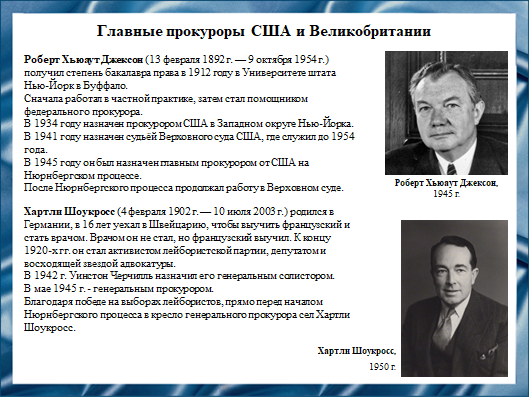 Главные прокуроры США и Великобритании
Роберт Хьюаут Джексон (13 февраля 1892 г. — 9 октября 1954 г.)
получил степень бакалавра права в 1912 году в Университете штата
Нью-Йорк в Буффало.
Сначала работал в частной практике, затем стал помощником
федерального прокурора.
В 1934 году назначен прокурором США в Западном округе Нью-Йорка.
В 1941 году назначен судьёй Верховного суда США, где служил до 1954
года.
В 1945 году он был назначен главным прокурором от США на
Нюрнбергском процессе.
После Нюрнбергского процесса продолжал работу в Верховном суде.
Роберт Хьюаут Джексон,
1945 г.
Хартли Шоукросс (4 февраля 1902 г. — 10 июля 2003 г.) родился в
Германии, в 16 лет уехал в Швейцарию, чтобы выучить французский и
стать врачом. Врачом он не стал, но французский выучил. К концу
1920-х гг. он стал активистом лейбористской партии, депутатом и
восходящей звездой адвокатуры.
В 1942 г. Уинстон Черчилль назначил его генеральным солистором.
В мае 1945 г. - генеральным прокурором.
Благодаря победе на выборах лейбористов, прямо перед началом
Нюрнбергского процесса в кресло генерального прокурора сел Хартли
Шоукросс.
Хартли Шоукросс,
1950 г.